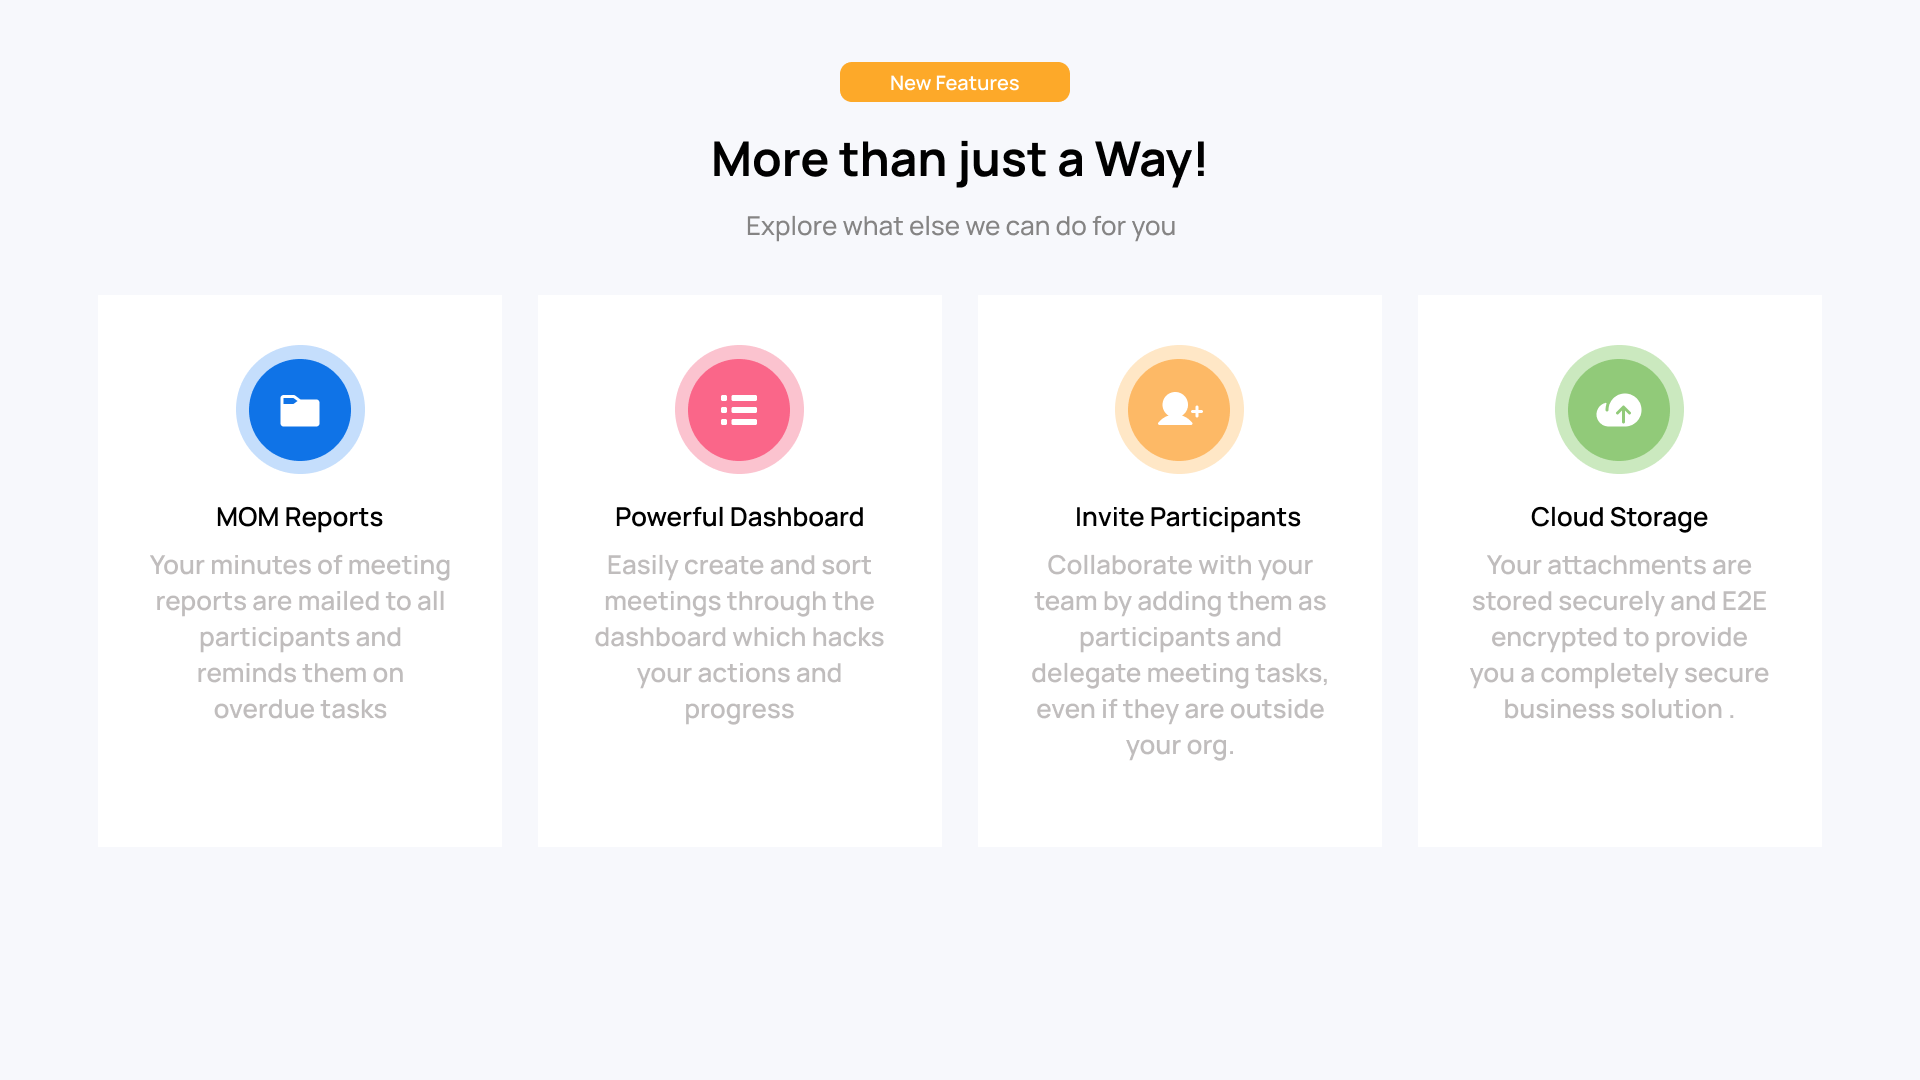 New Features
More than just a Way!
Explore what else we can do for you
MOM Reports
Your minutes of meeting
reports are mailed to all
participants and
reminds them on
overdue tasks
Powerful Dashboard
Easily create and sort
meetings through the
dashboard which hacks
your actions and
progress
Invite Participants
Collaborate with your
team by adding them as
participants and
delegate meeting tasks,
even if they are outside
your org.
Cloud Storage
Your attachments are
stored securely and E2E
encrypted to provide
you a completely secure
business solution .